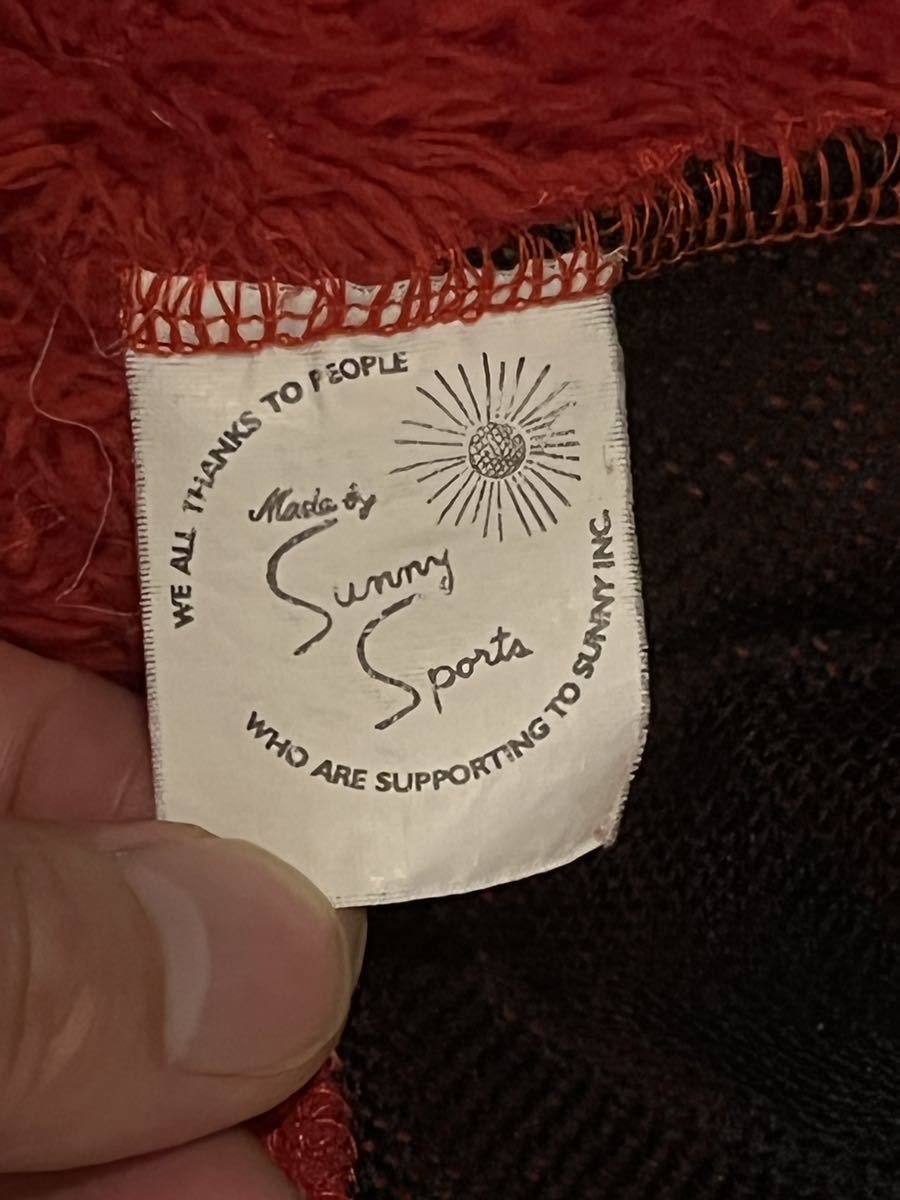 WE ALL THANKS TO PEOPLE
Made by
Sunny
Sports
WHO ARE SUPPORTING TO SUNNY INC.